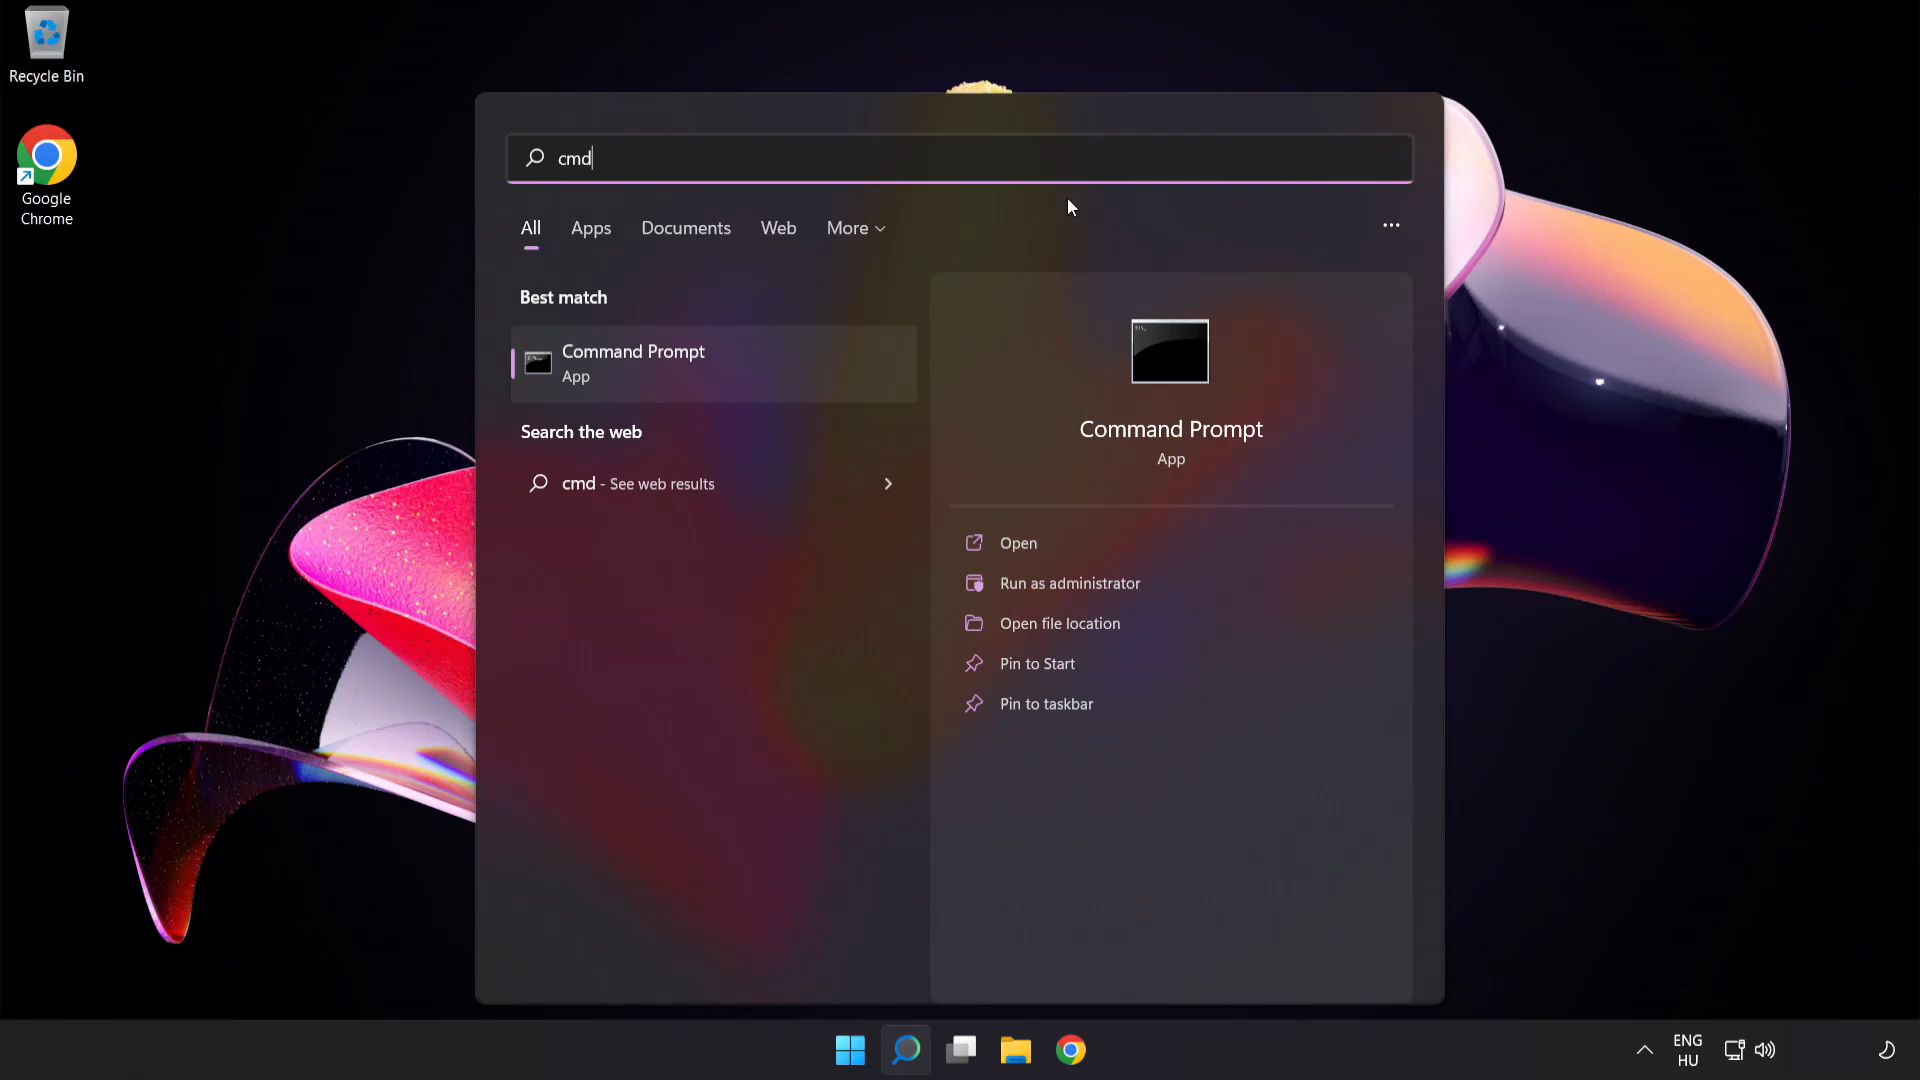 Recycle Bin
Google
Chrome
cmd
All Apps Documents Web More
Best match
Command Prompt
App
Search the web
cmd - See web results
Command Prompt
App
Open
Run as administrator
Open file location
Pin to Start
Pin to taskbar
ENG
HU